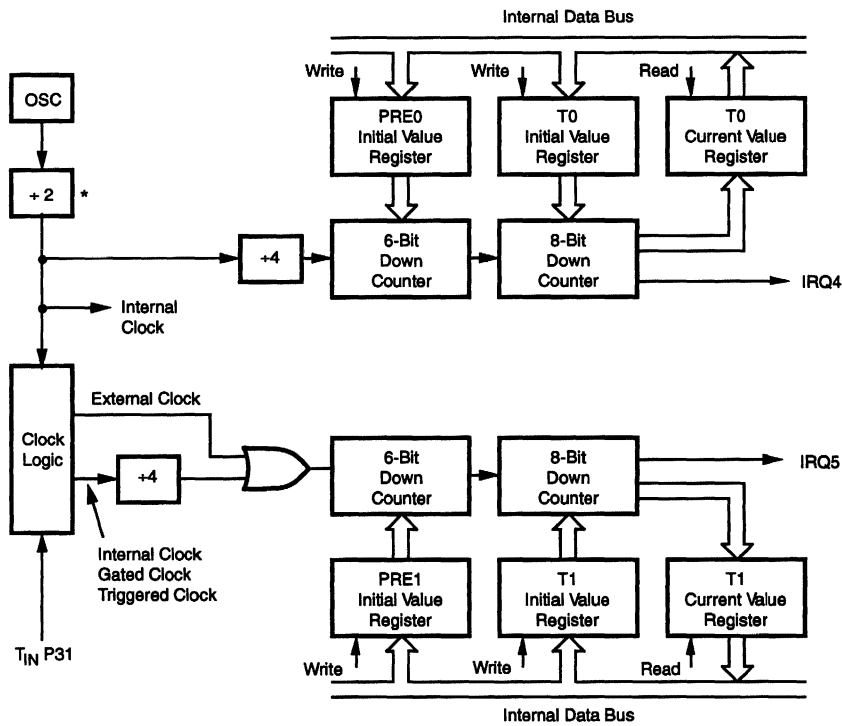 Internal Data Bus
Write
Write
Read
OSC
PRE0
Initial Value
Register
T0
Initial Value
Register
T0
Current Value
Register
÷ 2
*
÷4
6-Bit
Down
Counter
8-Bit
Down
Counter
IRQ4
Internal
Clock
External Clock
Clock
Logic
÷4
6-Bit
Down
Counter
8-Bit
Down
Counter
IRQ5
Internal Clock
Gated Clock
Triggered Clock
PRE1
Initial Value
Register
T1
Initial Value
Register
T1
Current Value
Register
TIN P31
Write
Write
Read
Internal Data Bus